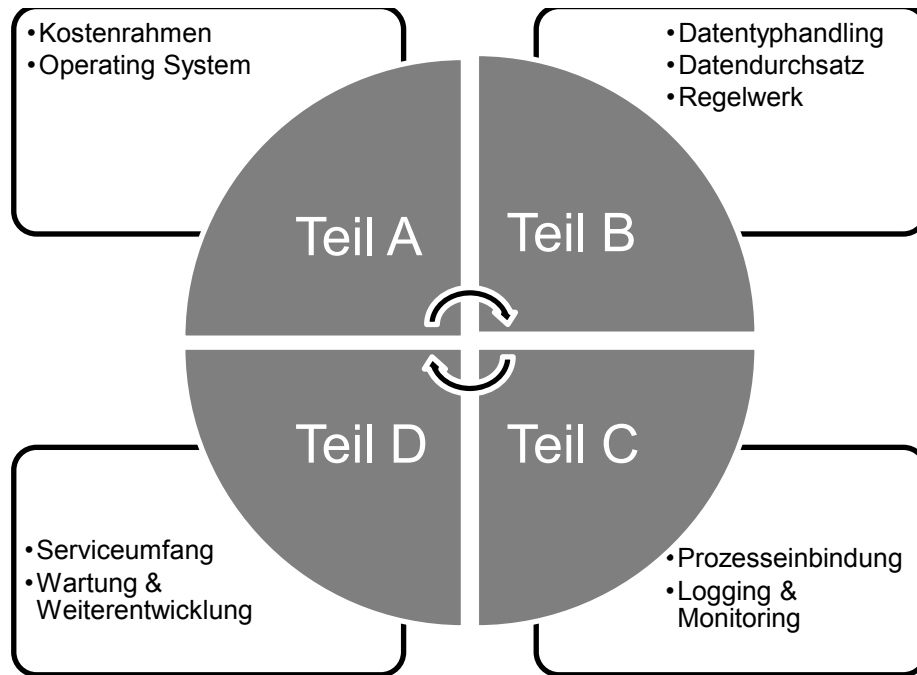 •Kostenrahmen
•Operating System
•Datentyphandling
•Datendurchsatz
•Regelwerk
Teil A
Teil B
Teil D
Teil C
•Serviceumfang
•Wartung &
Weiterentwicklung
•Prozesseinbindung
•Logging &
Monitoring